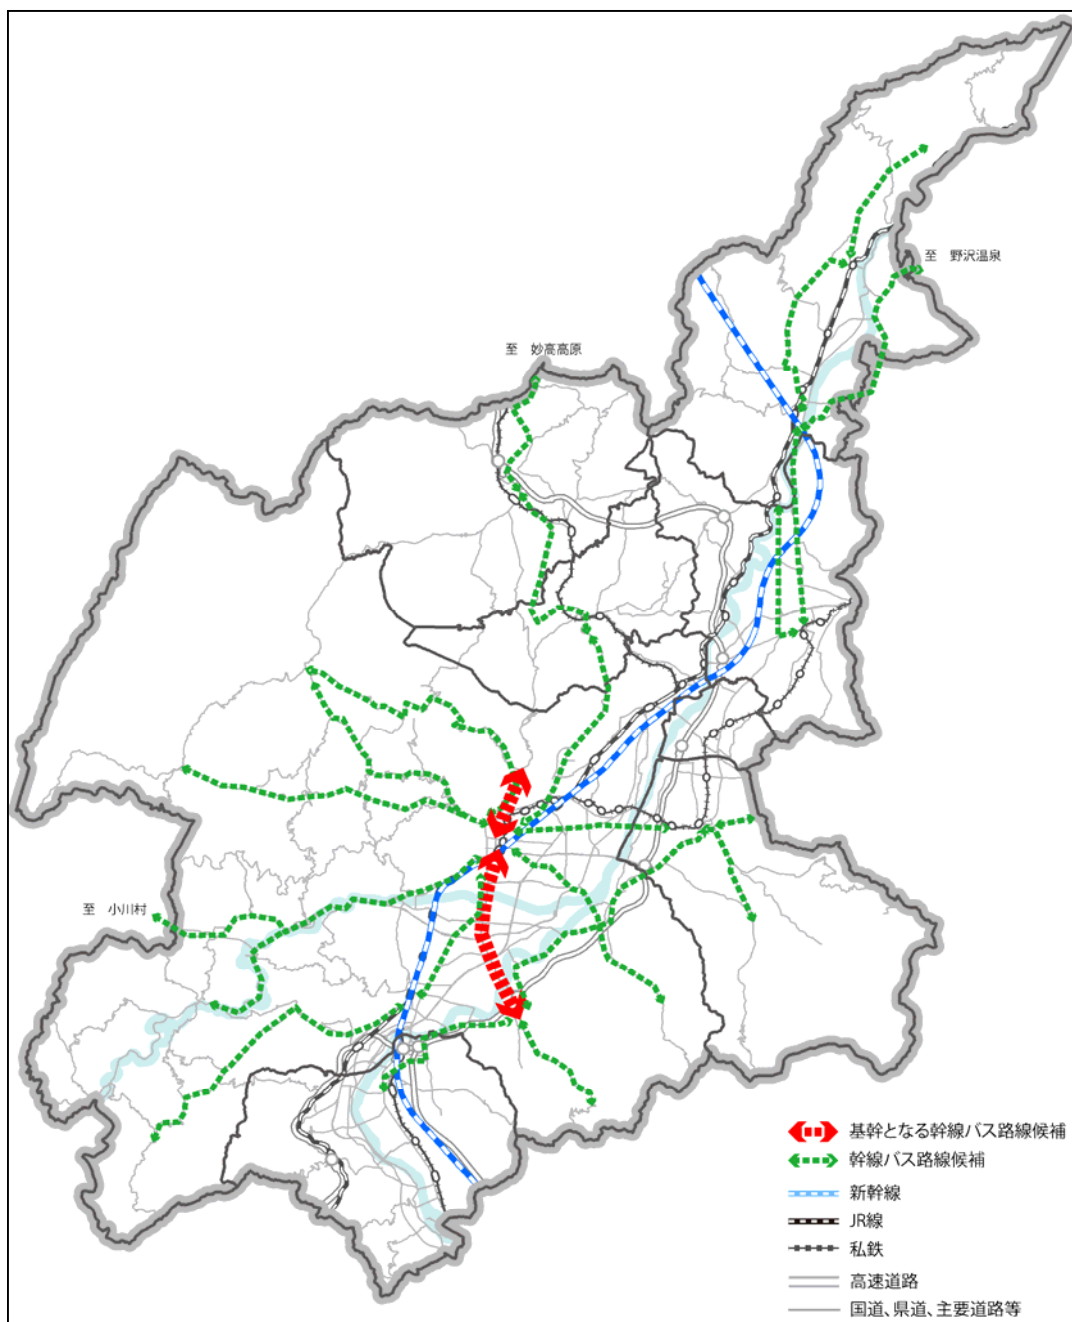 至 野沢温泉
至 妙高高原
至 小川村
基幹となる幹線バス路線候補
幹線バス路線候補
新幹線
JR線
私鉄
高速道路
国道、県道、主要道路等